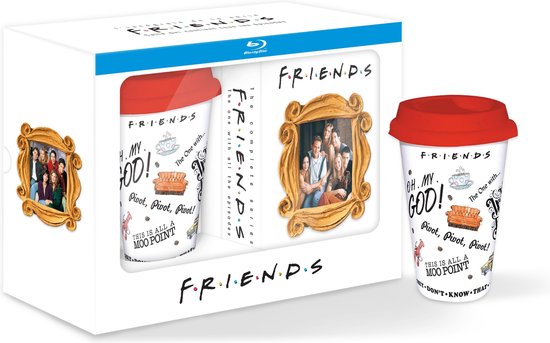 F·R·I·E·N·D·S
Blu-ray Disc
F·R·I·E·N·D·S
The complete series
The one with all the episodes
F·R·I·E·N·D·S
F·R·I·E·N·D·S
OH, MY
GOD!
The One with...
Pivot, Pivot, Pivot!
THIS IS ALL A
MOO POINT
F·R·I·E·N·D·S
F·R·I·E·N·D·S
OH, MY
GOD!
The One with...
Pivot, Pivot, Pivot!
THIS IS ALL A
MOO POINT
DON'T·KNOW·THAT·